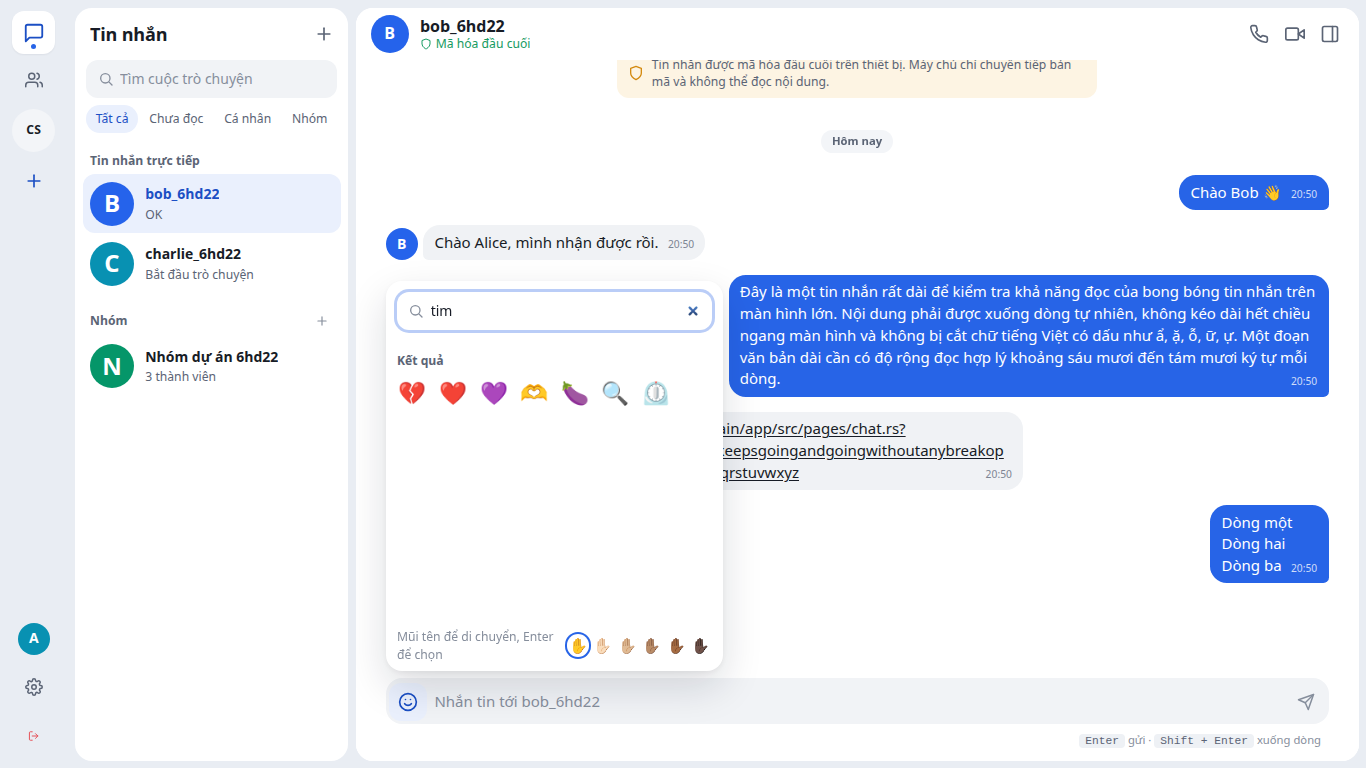 Tin nhắn
Tìm cuộc trò chuyện
Tất cả
Chưa đọc
Cá nhân
Nhóm
CS
Tin nhắn trực tiếp
B
bob_6hd22
OK
C
charlie_6hd22
Bắt đầu trò chuyện
Nhóm
N
Nhóm dự án 6hd22
3 thành viên
A
B
bob_6hd22
Mã hóa đầu cuối
Tin nhắn được mã hóa đầu cuối trên thiết bị. Máy chủ chỉ chuyển tiếp bản
mã và không thể đọc nội dung.
Hôm nay
Chào Bob 👋 20:50
B
Chào Alice, mình nhận được rồi. 20:50
Đây là một tin nhắn rất dài để kiểm tra khả năng đọc của bong bóng tin nhắn trên
màn hình lớn. Nội dung phải được xuống dòng tự nhiên, không kéo dài hết chiều
ngang màn hình và không bị cắt chữ tiếng Việt có dấu như ẩ, ặ, ỗ, ữ, ự. Một đoạn
văn bản dài cần có độ rộng đọc hợp lý khoảng sáu mươi đến tám mươi ký tự mỗi
dòng. 20:50
ain/app/src/pages/chat.rs?
keepsgoingandgoingwithoutanybreakop
qrstuvwxyz 20:50
Dòng một
Dòng hai
Dòng ba 20:50
tim
Kết quả
Mũi tên để di chuyển, Enter
để chọn
Nhắn tin tới bob_6hd22
Enter gửi · Shift + Enter xuống dòng